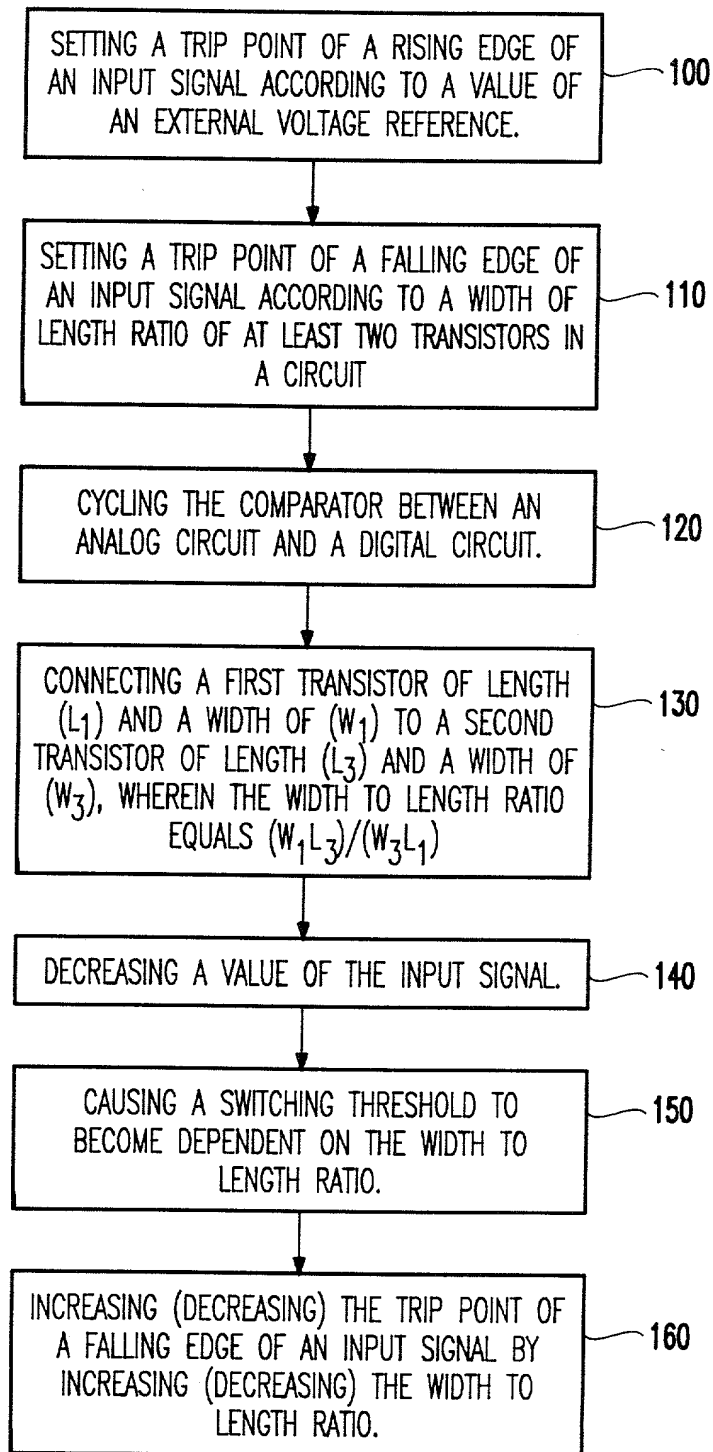 SETTING A TRIP POINT OF A RISING EDGE OF
AN INPUT SIGNAL ACCORDING TO A VALUE OF
AN EXTERNAL VOLTAGE REFERENCE.
100
SETTING A TRIP POINT OF A FALLING EDGE OF
AN INPUT SIGNAL ACCORDING TO A WIDTH OF
LENGTH RATIO OF AT LEAST TWO TRANSISTORS IN
A CIRCUIT
110
CYCLING THE COMPARATOR BETWEEN AN
ANALOG CIRCUIT AND A DIGITAL CIRCUIT.
120
CONNECTING A FIRST TRANSISTOR OF LENGTH
(L1) AND A WIDTH OF (W1) TO A SECOND
TRANSISTOR OF LENGTH (L3) AND A WIDTH OF
(W3), WHEREIN THE WIDTH TO LENGTH RATIO
EQUALS (W1L3)/(W3L1)
130
DECREASING A VALUE OF THE INPUT SIGNAL.
140
CAUSING A SWITCHING THRESHOLD TO
BECOME DEPENDENT ON THE WIDTH TO
LENGTH RATIO.
150
INCREASING (DECREASING) THE TRIP POINT OF
A FALLING EDGE OF AN INPUT SIGNAL BY
INCREASING (DECREASING) THE WIDTH TO
LENGTH RATIO.
160